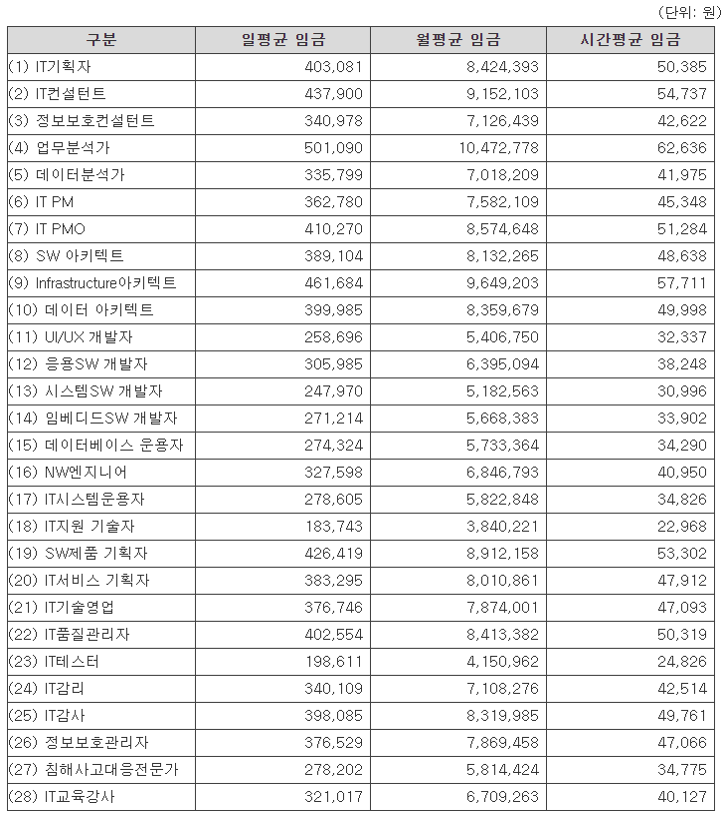 (단위: 원)
구분 일평균 임금 월평균 임금 시간평균 임금
(1) IT기획자 403,081 8,424,393 50,385
(2) IT컨설턴트 437,900 9,152,103 54,737
(3) 정보보호컨설턴트 340,978 7,126,439 42,622
(4) 업무분석가 501,090 10,472,778 62,636
(5) 데이터분석가 335,799 7,018,209 41,975
(6) IT PM 362,780 7,582,109 45,348
(7) IT PMO 410,270 8,574,648 51,284
(8) SW 아키텍트 389,104 8,132,265 48,638
(9) Infrastructure아키텍트 461,684 9,649,203 57,711
(10) 데이터 아키텍트 399,985 8,359,679 49,998
(11) UI/UX 개발자 258,696 5,406,750 32,337
(12) 응용SW 개발자 305,985 6,395,094 38,248
(13) 시스템SW 개발자 247,970 5,182,563 30,996
(14) 임베디드SW 개발자 271,214 5,668,383 33,902
(15) 데이터베이스 운용자 274,324 5,733,364 34,290
(16) NW엔지니어 327,598 6,846,793 40,950
(17) IT시스템운용자 278,605 5,822,848 34,826
(18) IT지원 기술자 183,743 3,840,221 22,968
(19) SW제품 기획자 426,419 8,912,158 53,302
(20) IT서비스 기획자 383,295 8,010,861 47,912
(21) IT기술영업 376,746 7,874,001 47,093
(22) IT품질관리자 402,554 8,413,382 50,319
(23) IT테스터 198,611 4,150,962 24,826
(24) IT감리 340,109 7,108,276 42,514
(25) IT감사 398,085 8,319,985 49,761
(26) 정보보호관리자 376,529 7,869,458 47,066
(27) 침해사고대응전문가 278,202 5,814,424 34,775
(28) IT교육강사 321,017 6,709,263 40,127